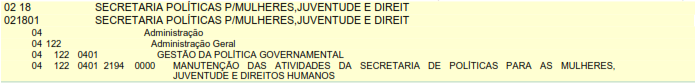 02 18 SECRETARIA POLÍTICAS P/MULHERES,JUVENTUDE E DIREIT
021801 SECRETARIA POLÍTICAS P/MULHERES,JUVENTUDE E DIREIT
04 Administração
04 122 Administração Geral
04 122 0401 GESTÃO DA POLÍTICA GOVERNAMENTAL
04 122 0401 2194 0000 MANUTENÇÃO DAS ATIVIDADES DA SECRETARIA DE POLÍTICAS PARA AS MULHERES,
JUVENTUDE E DIREITOS HUMANOS